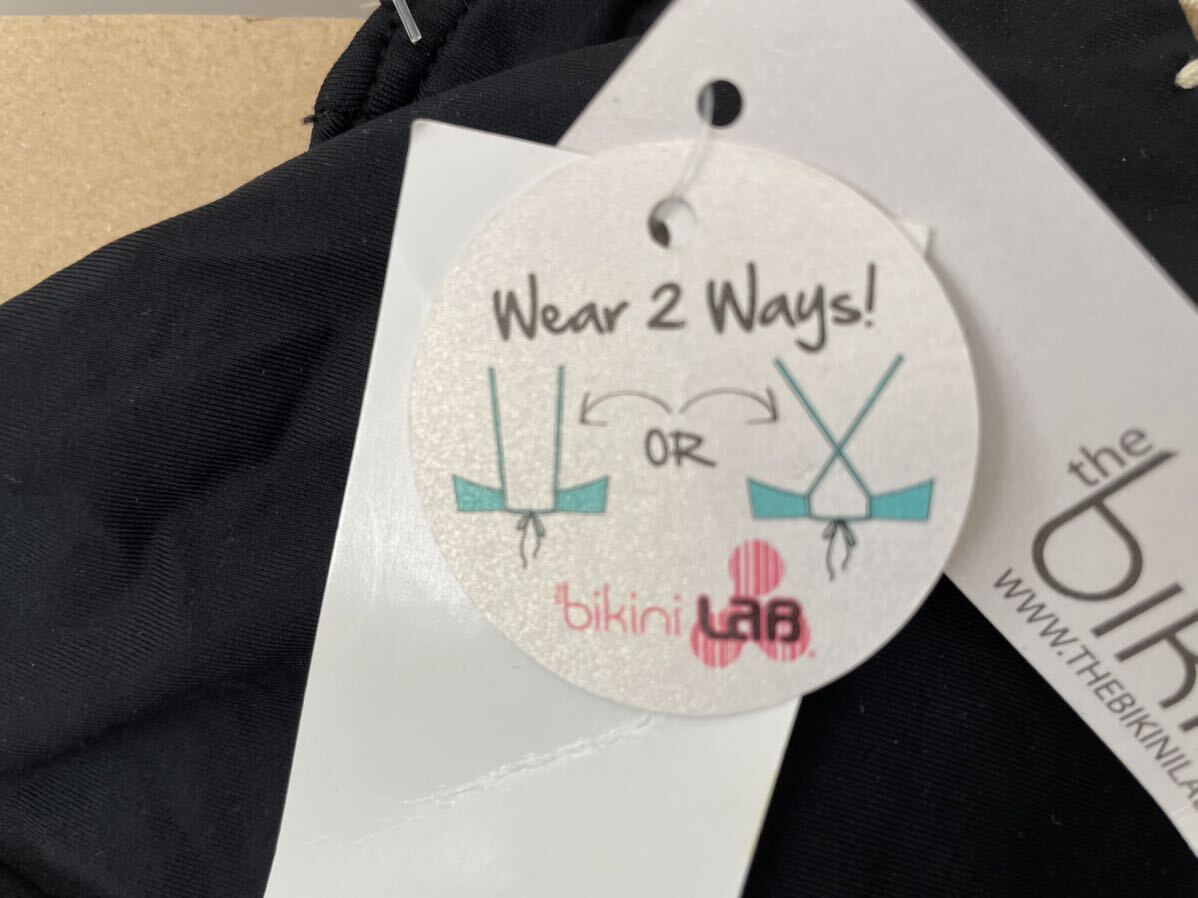 Wear 2 Ways!
OR
the bikini LaB
the
WWW.THEBIKINILA